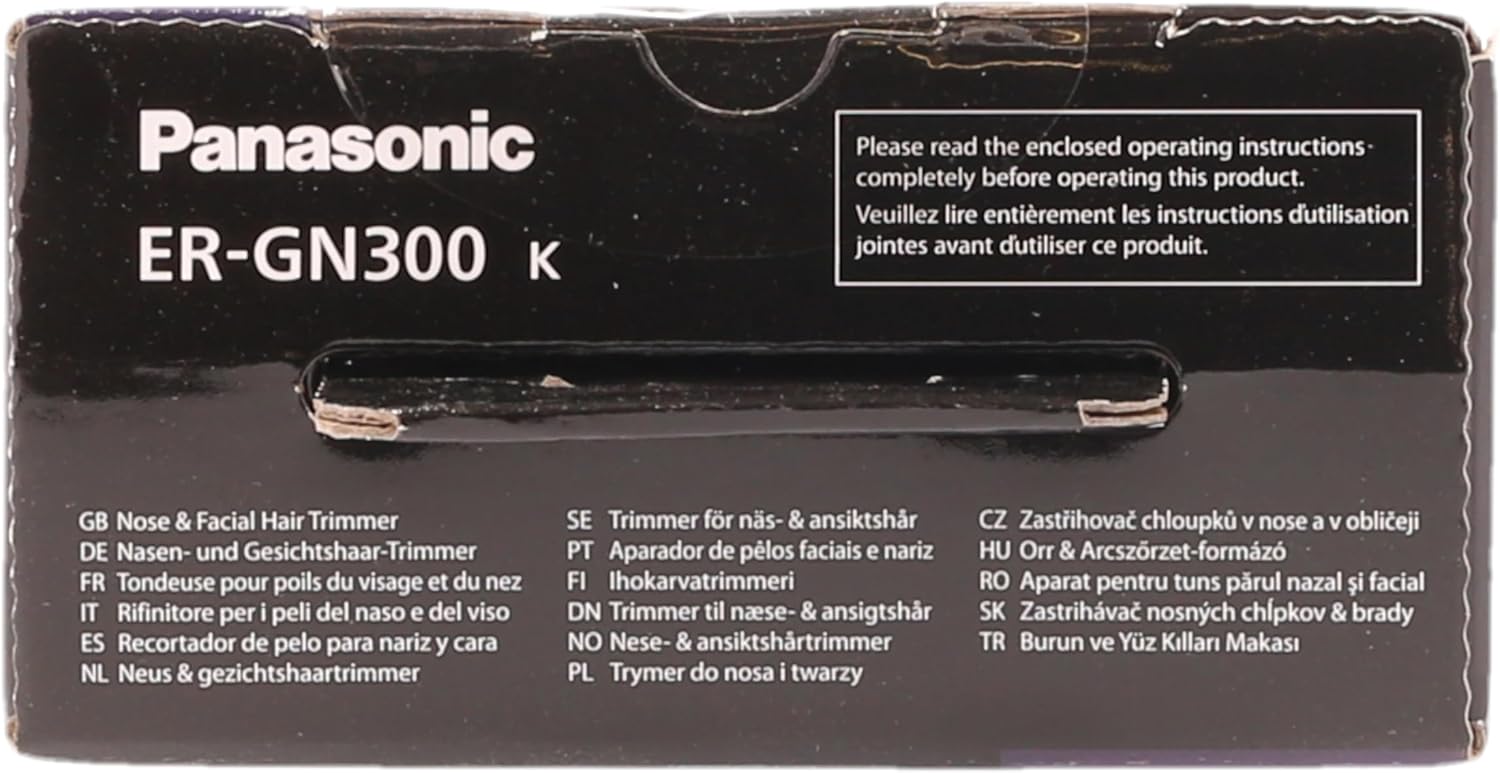 Panasonic
ER-GN300 K
Please read the enclosed operating instructions
completely before operating this product.
Veuillez lire entièrement les instructions d'utilisation
jointes avant d'utiliser ce produit.
GB Nose & Facial Hair Trimmer
DE Nasen- und Gesichtshaar-Trimmer
FR Tondeuse pour poils du visage et du nez
IT Rifinitore per i peli del naso e del viso
ES Recortador de pelo para nariz y cara
NL Neus & gezichtshaartrimmer
SE Trimmer för näs- & ansiktshår
PT Aparador de pêlos faciais e nariz
FI Ihokarvatrimmeri
DN Trimmer til næse- & ansigtshår
NO Nese- & ansiktshårtrimmer
PL Trymer do nosa i twarzy
CZ Zastřihovač chloupků v nose a v obličeji
HU Orr & Arcszőrzet-formázó
RO Aparat pentru tuns părul nazal şi facial
SK Zastrihávač nosných chĺpkov & brady
TR Burun ve Yüz Kılları Makası